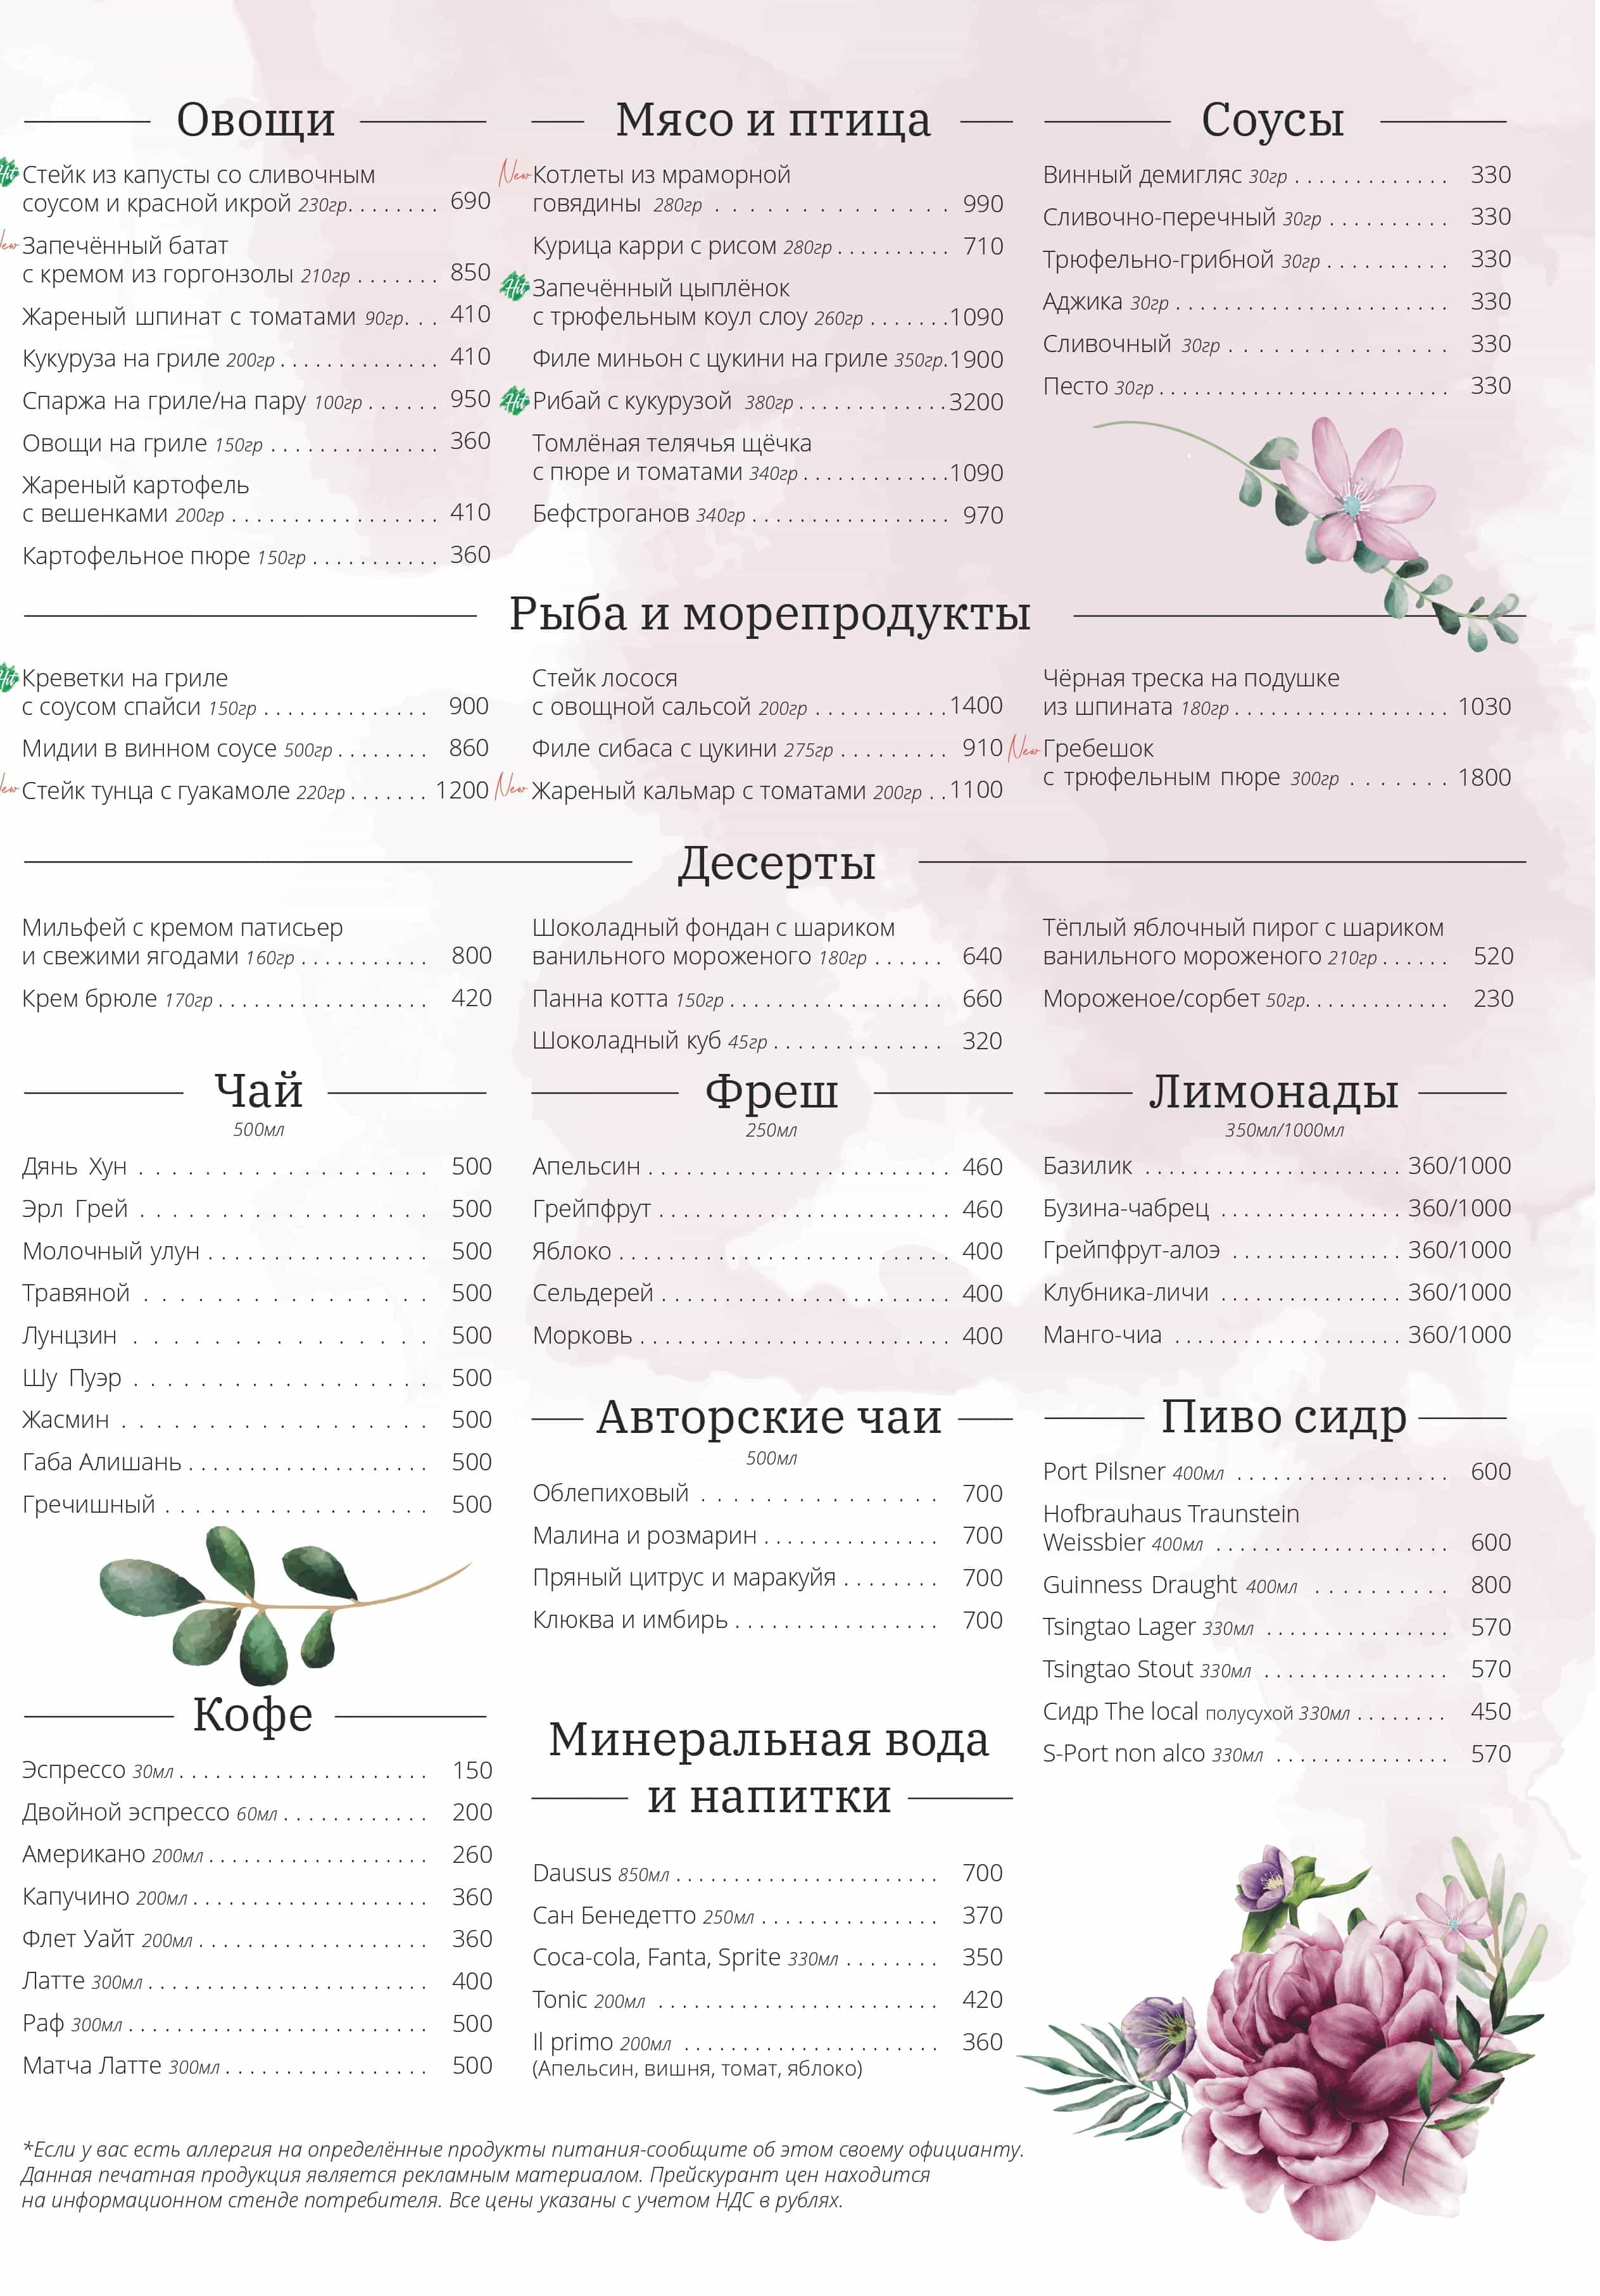 Овощи
Hit
Стейк из капусты со сливочным
соусом и красной икрой 230гр........ 690
New
Запечённый батат
с кремом из горгонзолы 210гр ....... 850
Жареный шпинат с томатами 90гр... 410
Кукуруза на гриле 200гр ............. 410
Спаржа на гриле/на пару 100гр ...... 950
Овощи на гриле 150гр .............. 360
Жареный картофель
с вешенками 200гр ................. 410
Картофельное пюре 150гр ........... 360
Мясо и птица
New
Котлеты из мраморной
говядины 280гр ............... 990
Курица карри с рисом 280гр ......... 710
Hit
Запечённый цыплёнок
с трюфельным коул слоу 260гр .......1090
Филе миньон с цукини на гриле 350гр.1900
Hit
Рибай с кукурузой 380гр .............3200
Томлёная телячья щёчка
с пюре и томатами 340гр .............1090
Бефстроганов 340гр ................. 970
Соусы
Винный демигляс 30гр ............. 330
Сливочно-перечный 30гр .......... 330
Трюфельно-грибной 30гр .......... 330
Аджика 30гр ....................... 330
Сливочный 30гр ................. 330
Песто 30гр ........................ 330
Рыба и морепродукты
Hit
Креветки на гриле
с соусом спайси 150гр .............. 900
Мидии в винном соусе 500гр ........ 860
New
Стейк тунца с гуакамоле 220гр ....... 1200
Стейк лосося
с овощной сальсой 200гр ...........1400
Филе сибаса с цукини 275гр ......... 910
New
Жареный кальмар с томатами 200гр ..1100
Чёрная треска на подушке
из шпината 180гр .................. 1030
New
Гребешок
с трюфельным пюре 300гр ....... 1800
Десерты
Мильфей с кремом патисьер
и свежими ягодами 160гр ........... 800
Крем брюле 170гр .................. 420
Шоколадный фондан с шариком
ванильного мороженого 180гр ...... 640
Панна котта 150гр .................. 660
Шоколадный куб 45гр .............. 320
Тёплый яблочный пирог с шариком
ванильного мороженого 210гр ...... 520
Мороженое/сорбет 50гр............ 230
Чай
500мл
Дянь Хун .................. 500
Эрл Грей .................. 500
Молочный улун ................. 500
Травяной ................ 500
Лунцзин ............... 500
Шу Пуэр .................. 500
Жасмин ................... 500
Габа Алишань .................... 500
Гречишный .................. 500
Фреш
250мл
Апельсин ......................... 460
Грейпфрут ........................ 460
Яблоко ............................ 400
Сельдерей ........................ 400
Морковь .......................... 400
Лимонады
350мл/1000мл
Базилик ...................... 360/1000
Бузина-чабрец ................ 360/1000
Грейпфрут-алоэ ............... 360/1000
Клубника-личи ................ 360/1000
Манго-чиа .................... 360/1000
Авторские чаи
500мл
Облепиховый ............... 700
Малина и розмарин ............... 700
Пряный цитрус и маракуйя ........ 700
Клюква и имбирь ................. 700
Пиво сидр
Port Pilsner 400мл .................. 600
Hofbrauhaus Traunstein
Weissbier 400мл .................... 600
Guinness Draught 400мл .......... 800
Tsingtao Lager 330мл ................ 570
Tsingtao Stout 330мл ................ 570
Сидр The local полусухой 330мл ........ 450
S-Port non alco 330мл ............... 570
Кофе
Эспрессо 30мл ..................... 150
Двойной эспрессо 60мл ............ 200
Американо 200мл .................. 260
Капучино 200мл ................... 360
Флет Уайт 200мл ................... 360
Латте 300мл ....................... 400
Раф 300мл ......................... 500
Матча Латте 300мл ................. 500
Минеральная вода
и напитки
Dausus 850мл ...................... 700
Сан Бенедетто 250мл ............... 370
Coca-cola, Fanta, Sprite 330мл ........ 350
Tonic 200мл ....................... 420
Il primo 200мл ..................... 360
(Апельсин, вишня, томат, яблоко)
*Если у вас есть аллергия на определённые продукты питания-сообщите об этом своему официанту.
Данная печатная продукция является рекламным материалом. Прейскурант цен находится
на информационном стенде потребителя. Все цены указаны с учетом НДС в рублях.